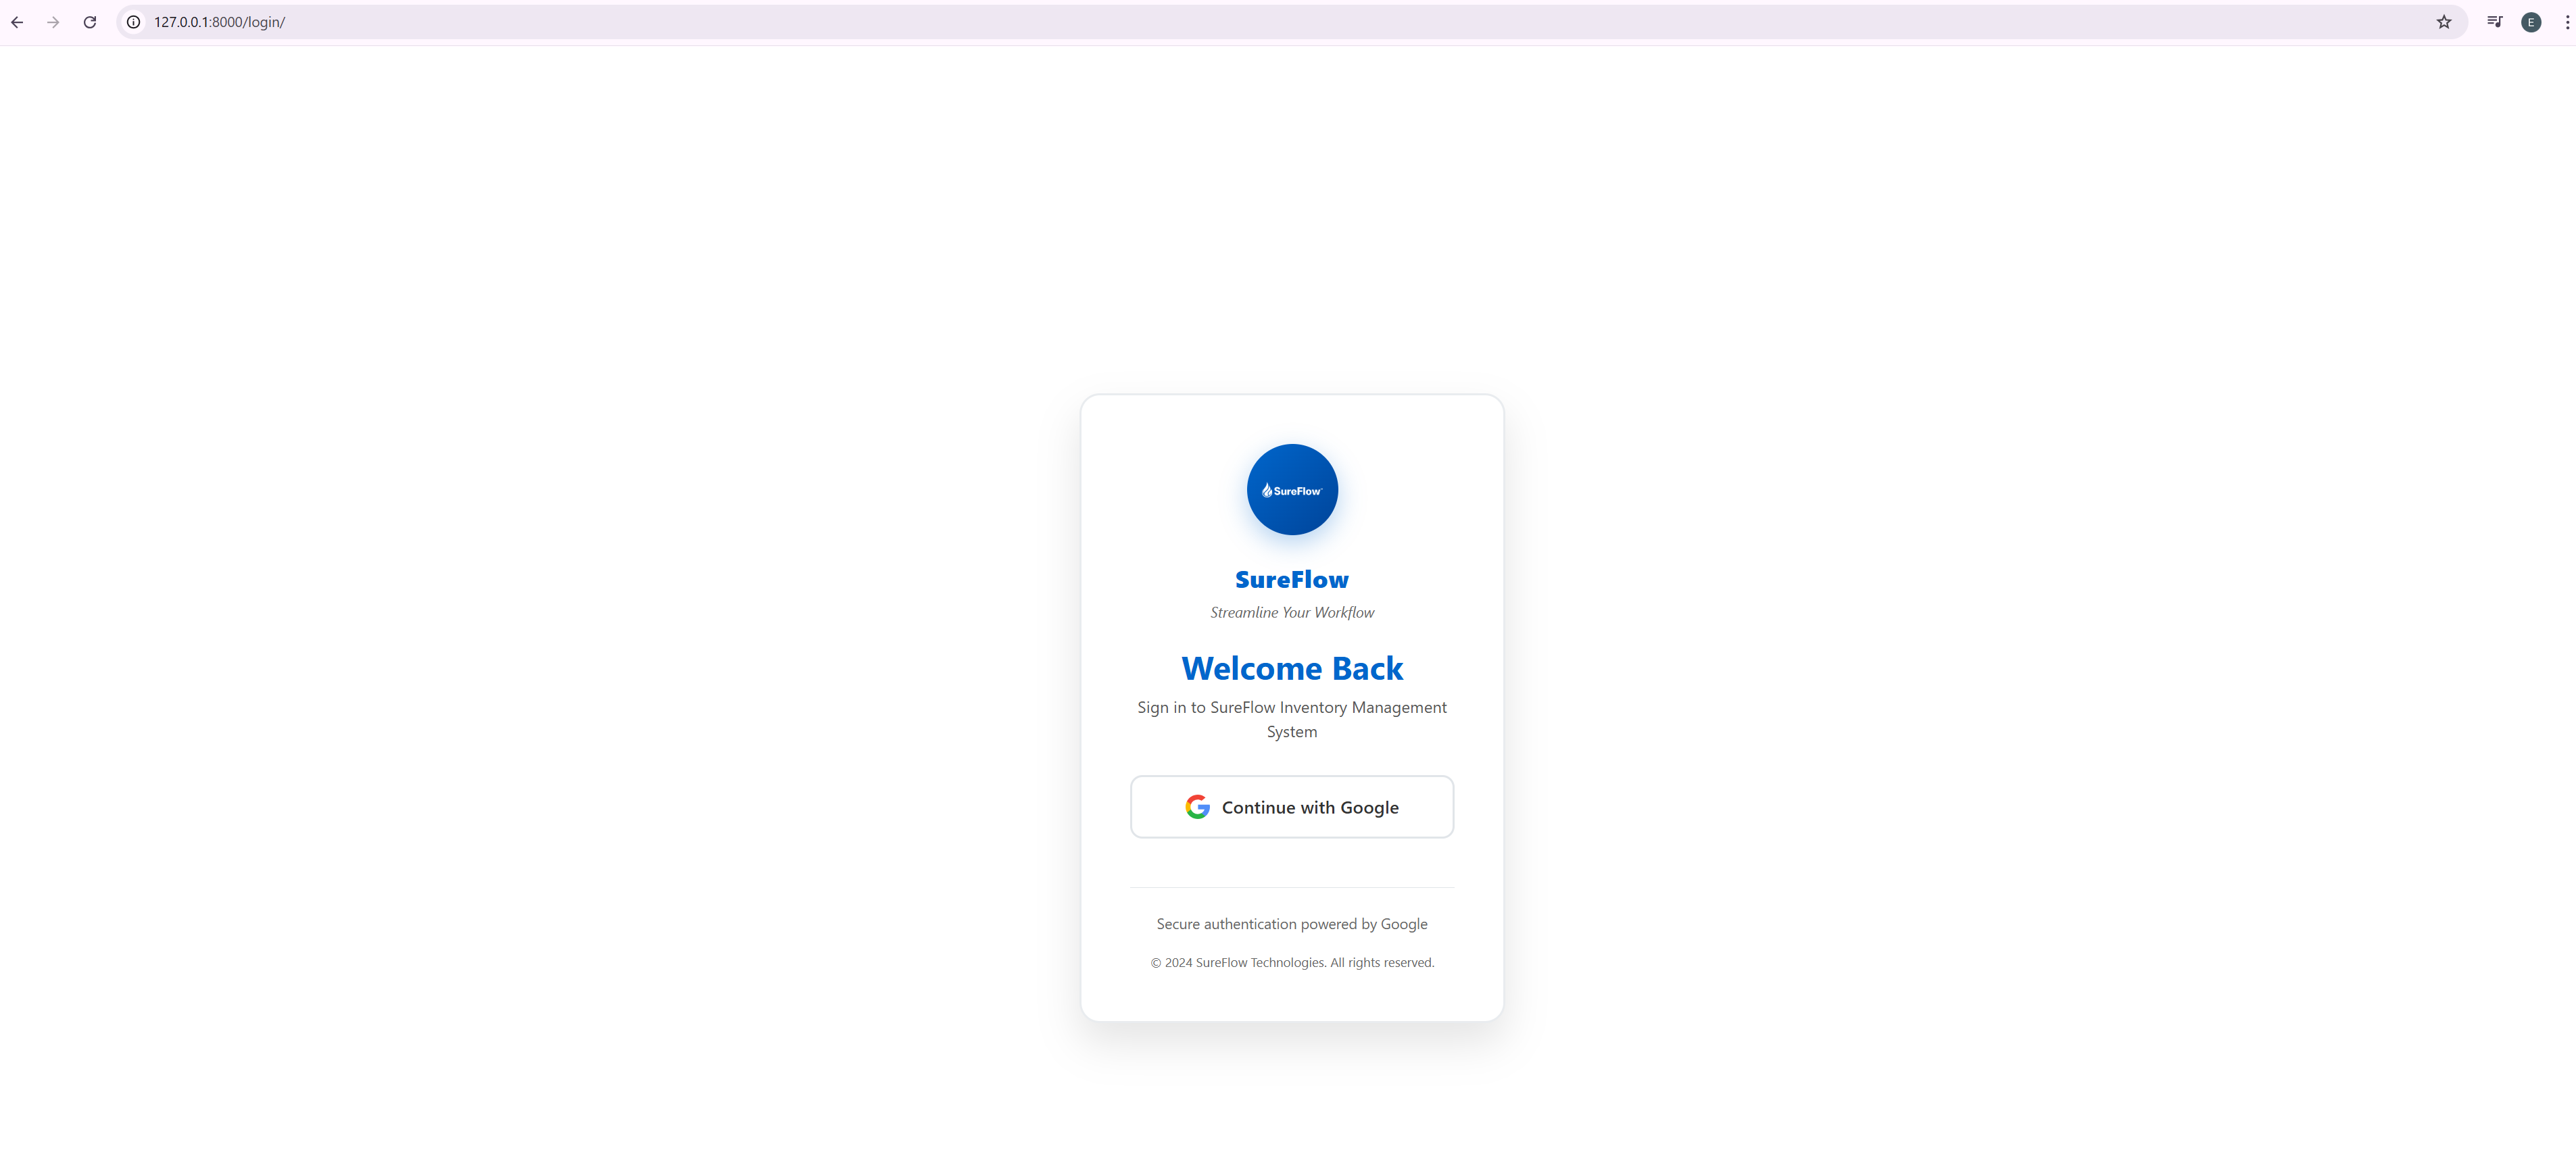 127.0.0.1:8000/login/
E
SureFlow
SureFlow
Streamline Your Workflow
Welcome Back
Sign in to SureFlow Inventory Management
System
Continue with Google
Secure authentication powered by Google
© 2024 SureFlow Technologies. All rights reserved.